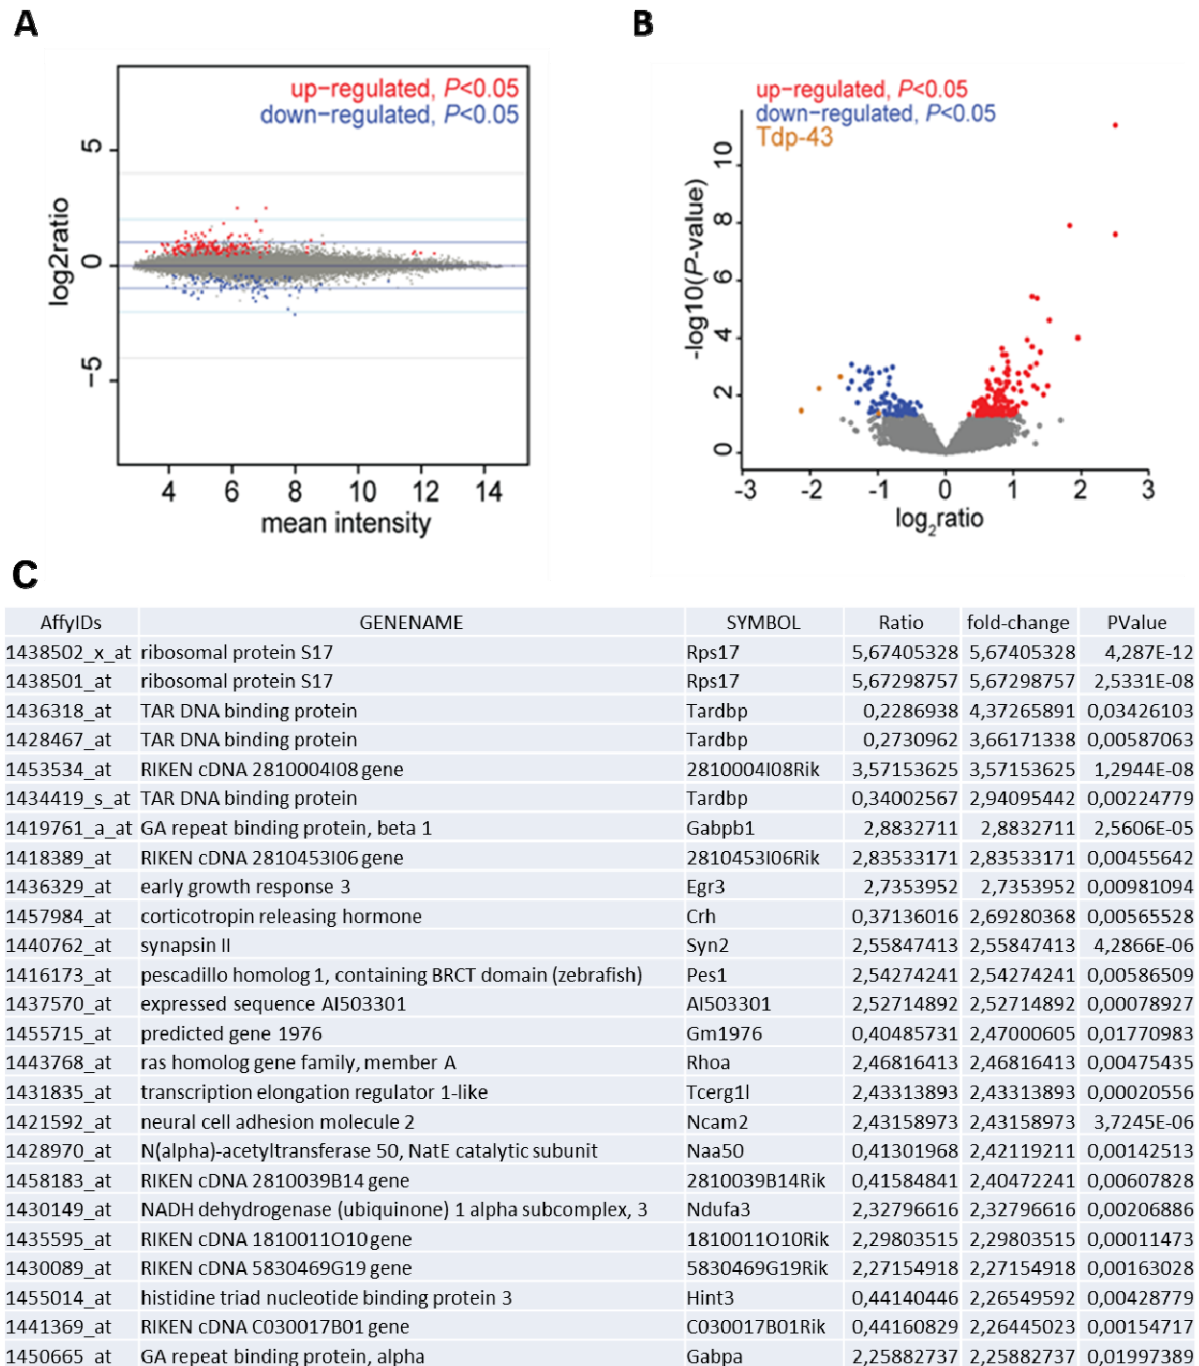 A
up-regulated, P<0.05
down-regulated, P<0.05
5
0
-5
log2ratio
4 6 8 10 12 14
mean intensity
B
up-regulated, P<0.05
down-regulated, P<0.05
Tdp-43
10
8
6
4
2
0
-log10(P-value)
-3 -2 -1 0 1 2 3
log2ratio
C
AffyIDs GENENAME SYMBOL Ratio fold-change PValue
1438502_x_at ribosomal protein S17 Rps17 5,67405328 5,67405328 4,287E-12
1438501_at ribosomal protein S17 Rps17 5,67298757 5,67298757 2,5331E-08
1436318_at TAR DNA binding protein Tardbp 0,2286938 4,37265891 0,03426103
1428467_at TAR DNA binding protein Tardbp 0,2730962 3,66171338 0,00587063
1453534_at RIKEN cDNA 2810004I08 gene 2810004I08Rik 3,57153625 3,57153625 1,2944E-08
1434419_s_at TAR DNA binding protein Tardbp 0,34002567 2,94095442 0,00224779
1419761_a_at GA repeat binding protein, beta 1 Gabpb1 2,8832711 2,8832711 2,5606E-05
1418389_at RIKEN cDNA 2810453I06 gene 2810453I06Rik 2,83533171 2,83533171 0,00455642
1436329_at early growth response 3 Egr3 2,7353952 2,7353952 0,00981094
1457984_at corticotropin releasing hormone Crh 0,37136016 2,69280368 0,00565528
1440762_at synapsin II Syn2 2,55847413 2,55847413 4,2866E-06
1416173_at pescadillo homolog 1, containing BRCT domain (zebrafish) Pes1 2,54274241 2,54274241 0,00586509
1437570_at expressed sequence AI503301 AI503301 2,52714892 2,52714892 0,00078927
1455715_at predicted gene 1976 Gm1976 0,40485731 2,47000605 0,01770983
1443768_at ras homolog gene family, member A Rhoa 2,46816413 2,46816413 0,00475435
1431835_at transcription elongation regulator 1-like Tcerg1l 2,43313893 2,43313893 0,00020556
1421592_at neural cell adhesion molecule 2 Ncam2 2,43158973 2,43158973 3,7245E-06
1428970_at N(alpha)-acetyltransferase 50, NatE catalytic subunit Naa50 0,41301968 2,42119211 0,00142513
1458183_at RIKEN cDNA 2810039B14 gene 2810039B14Rik 0,41584841 2,40472241 0,00607828
1430149_at NADH dehydrogenase (ubiquinone) 1 alpha subcomplex, 3 Ndufa3 2,32796616 2,32796616 0,00206886
1435595_at RIKEN cDNA 1810011O10 gene 1810011O10Rik 2,29803515 2,29803515 0,00011473
1430089_at RIKEN cDNA 5830469G19 gene 5830469G19Rik 2,27154918 2,27154918 0,00163028
1455014_at histidine triad nucleotide binding protein 3 Hint3 0,44140446 2,26549592 0,00428779
1441369_at RIKEN cDNA C030017B01 gene C030017B01Rik 0,44160829 2,26445023 0,00154717
1450665_at GA repeat binding protein, alpha Gabpa 2,25882737 2,25882737 0,01997389